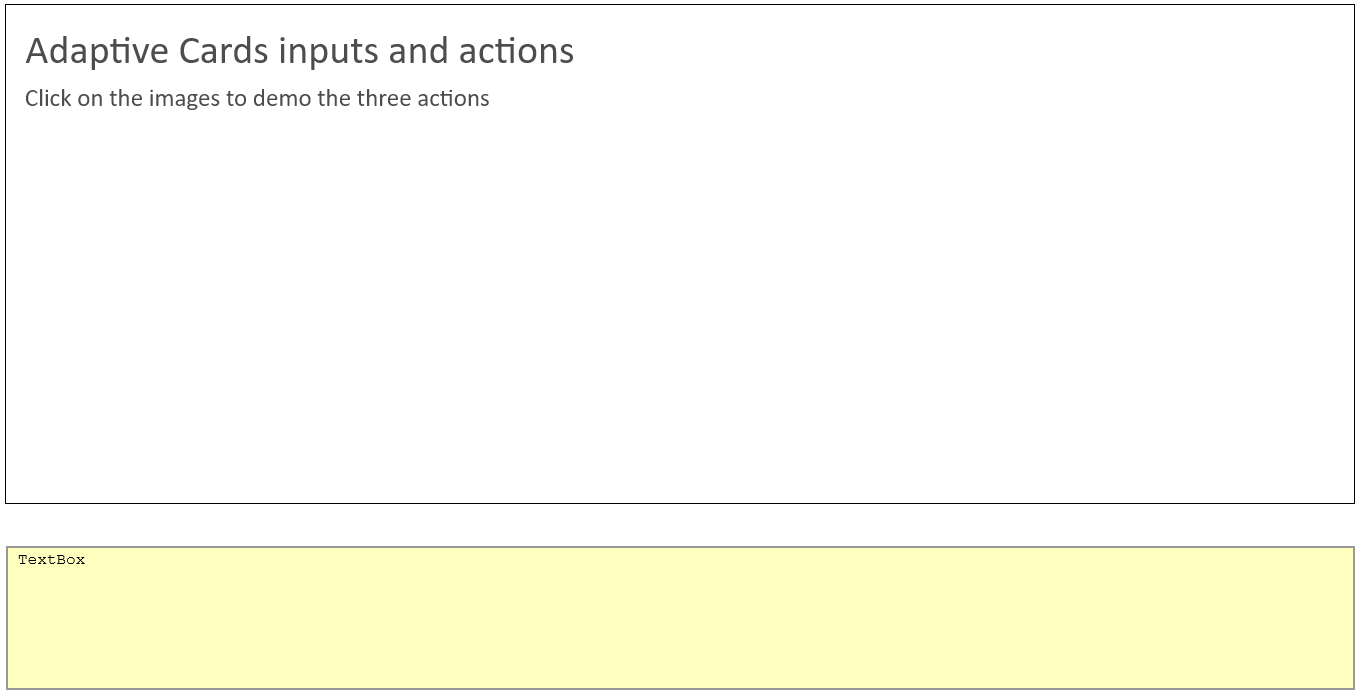 Adaptive Cards inputs and actions
Click on the images to demo the three actions
TextBox